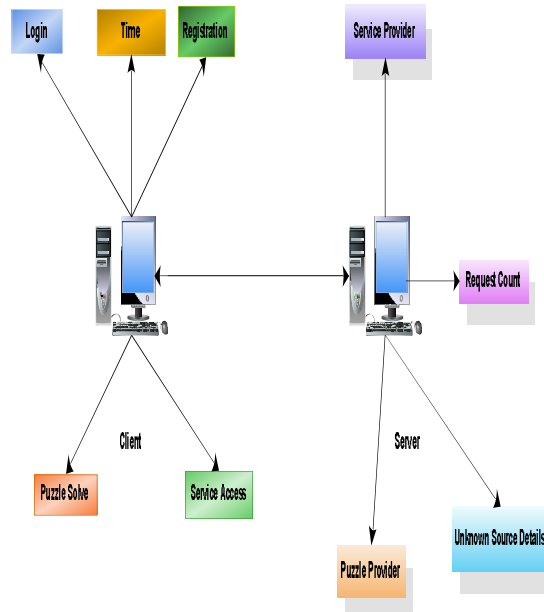 Login
Time
Registration
Service Provider
Request Count
Client
Server
Puzzle Solve
Service Access
Puzzle Provider
Unknown Source Details